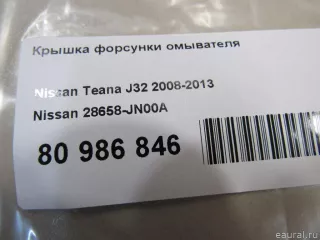 Крышка форсунки омывателя
Nissan Teana J32 2008-2013
Nissan 28658-JN00A
80 986 846
eaural.ru